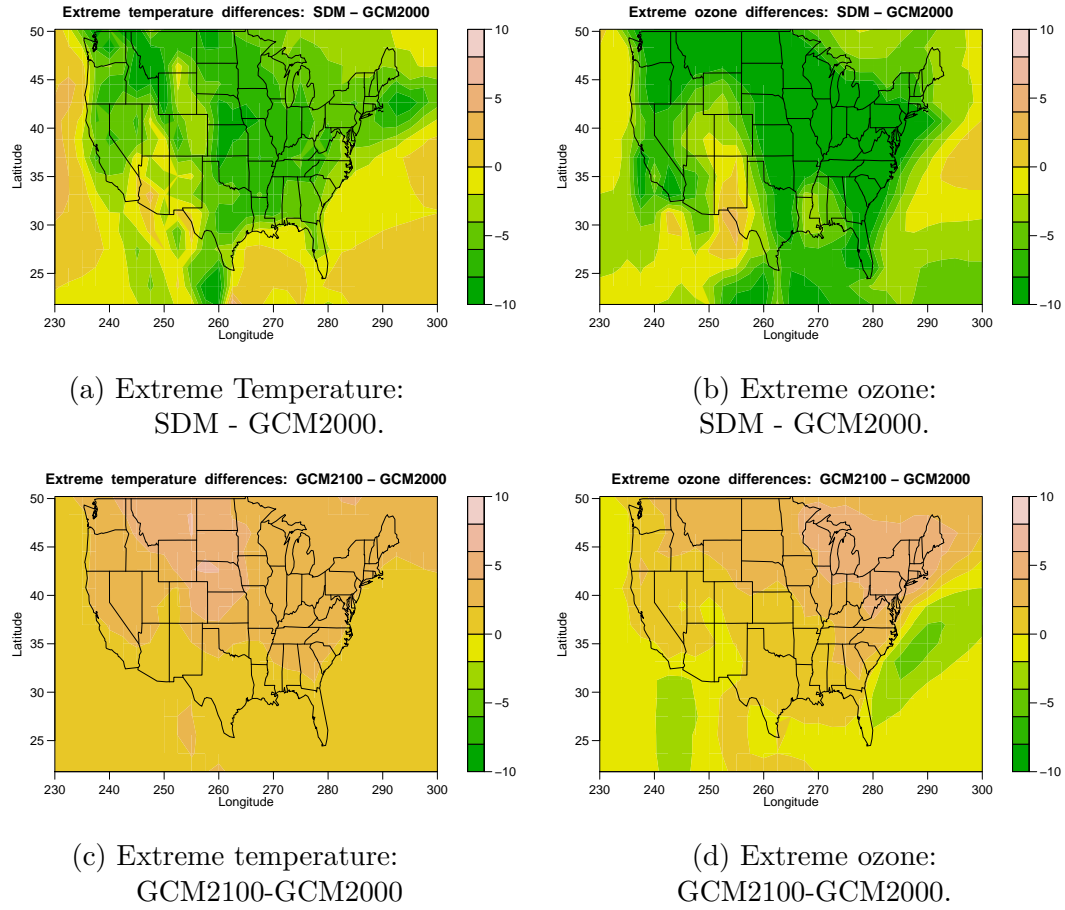 Extreme temperature differences: SDM – GCM2000
50
45
40
35
30
25
Latitude
230 240 250 260 270 280 290 300
Longitude
10
5
0
−5
−10
(a) Extreme Temperature:
SDM - GCM2000.
Extreme ozone differences: SDM – GCM2000
50
45
40
35
30
25
Latitude
230 240 250 260 270 280 290 300
Longitude
10
5
0
−5
−10
(b) Extreme ozone:
SDM - GCM2000.
Extreme temperature differences: GCM2100 – GCM2000
50
45
40
35
30
25
Latitude
230 240 250 260 270 280 290 300
Longitude
10
5
0
−5
−10
(c) Extreme temperature:
GCM2100-GCM2000
Extreme ozone differences: GCM2100 – GCM2000
50
45
40
35
30
25
Latitude
230 240 250 260 270 280 290 300
Longitude
10
5
0
−5
−10
(d) Extreme ozone:
GCM2100-GCM2000.